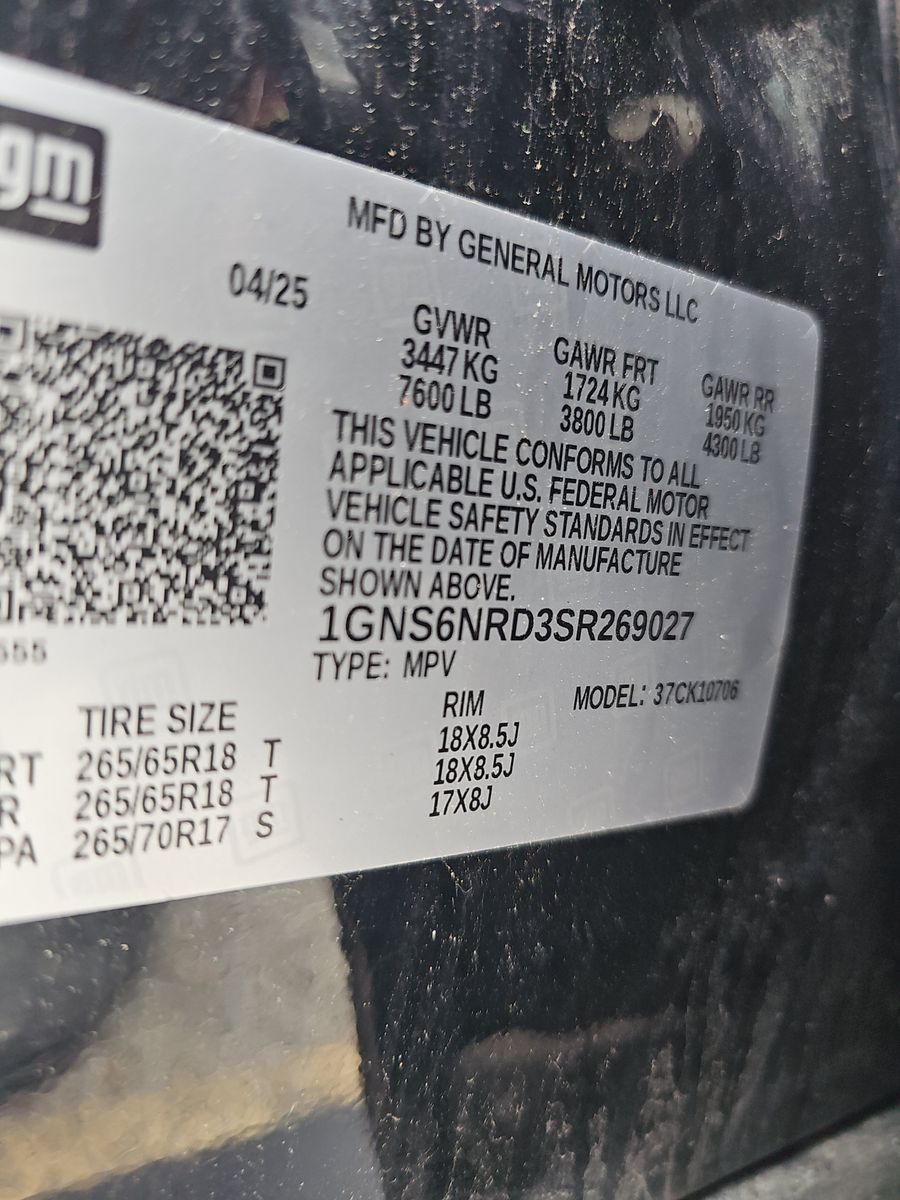 gm
MFD BY GENERAL MOTORS LLC
04/25
GVWR GAWR FRT GAWR RR
3447 KG 1724 KG 1950 KG
7600 LB 3800 LB 4300 LB
THIS VEHICLE CONFORMS TO ALL
APPLICABLE U.S. FEDERAL MOTOR
VEHICLE SAFETY STANDARDS IN EFFECT
ON THE DATE OF MANUFACTURE
SHOWN ABOVE.
1GNS6NRD3SR269027
TYPE: MPV MODEL: 37CK10706
TIRE SIZE RIM
RT 265/65R18 T 18X8.5J
R 265/65R18 T 18X8.5J
PA 265/70R17 S 17X8J